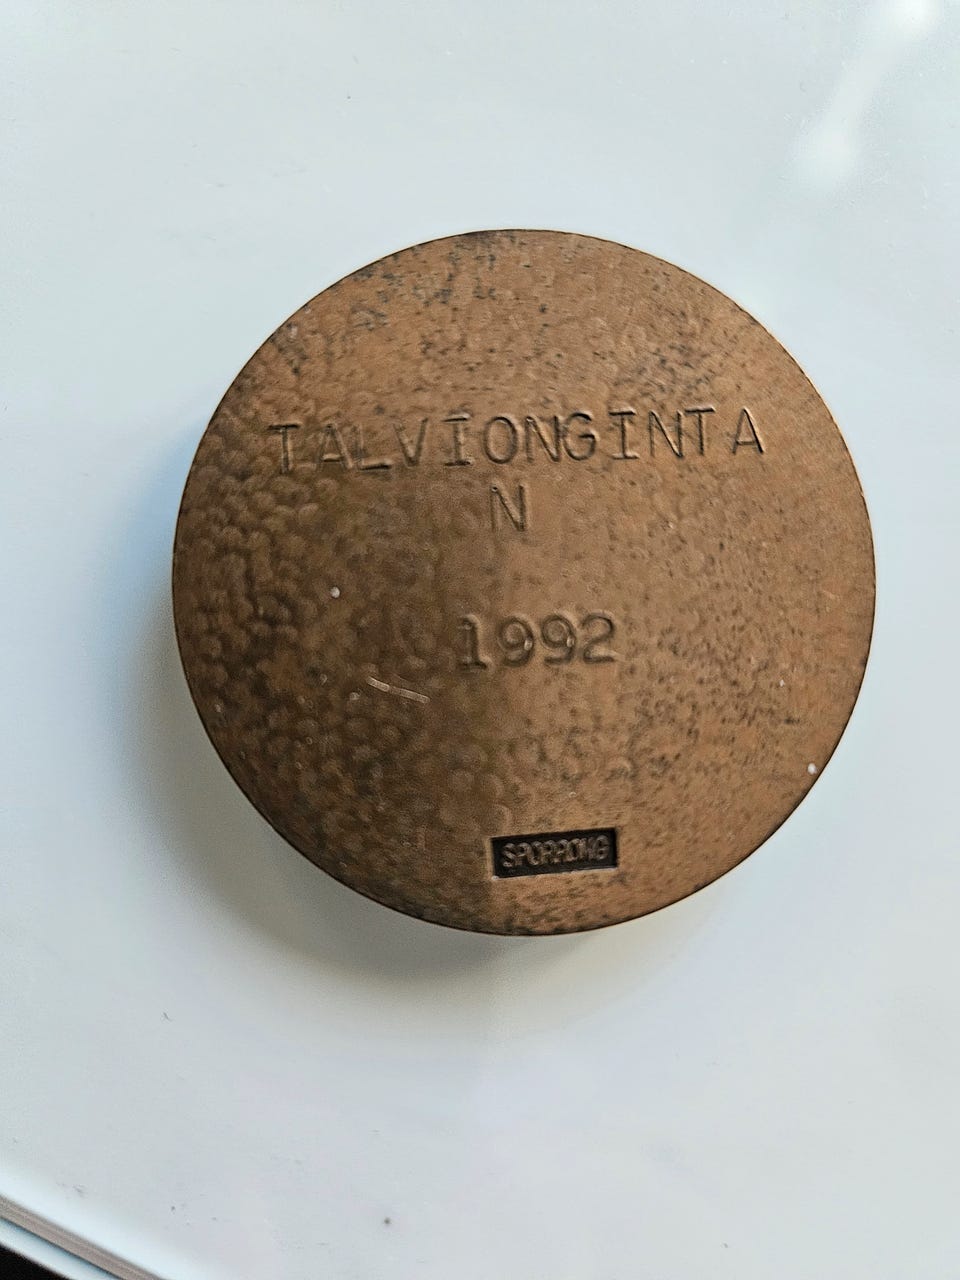 TALVIONGINTA
N
1992
SPORRONG